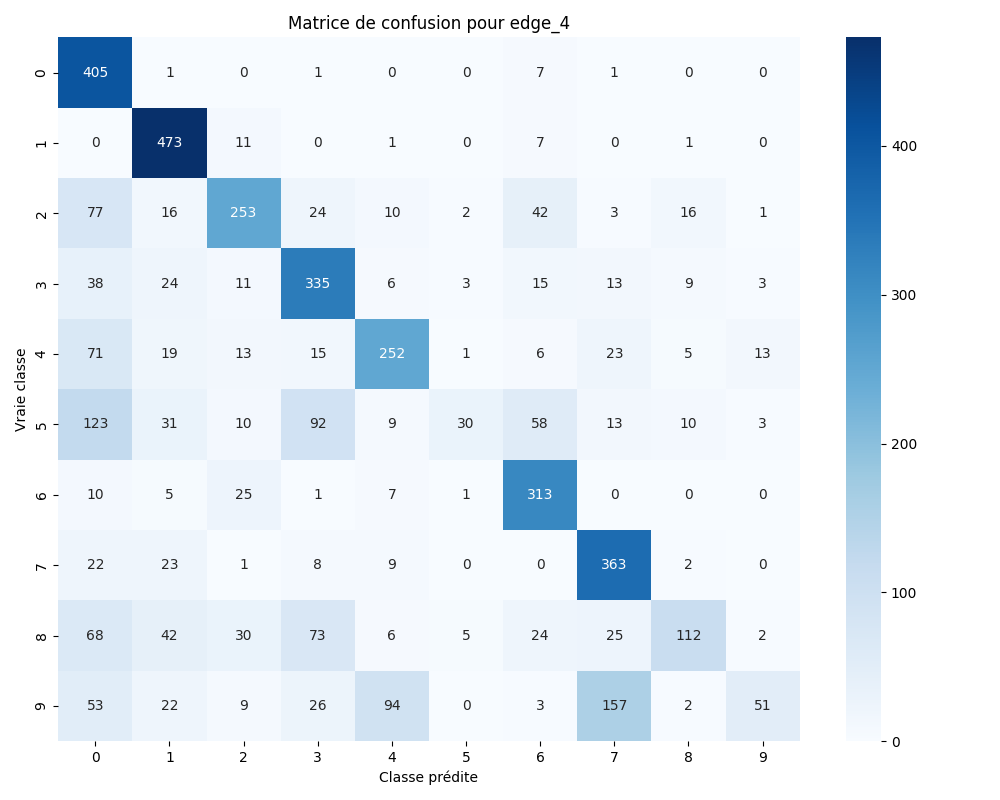 Matrice de confusion pour edge_4
0 405 1 0 1 0 0 7 1 0 0
1 0 473 11 0 1 7 0 1 0
2 77 16 253 24 10 2 42 3 16 1
3 38 24 11 335 6 3 15 13 9 3
4 71 19 13 15 252 1 6 23 5 13
5 123 31 10 92 9 30 58 13 10 3
6 10 5 25 1 7 1 313 0 0 0
7 22 23 1 8 9 0 0 363 2 0
8 68 42 30 73 6 5 24 25 112 2
9 53 22 9 26 94 0 3 157 2 51
0 1 2 3 4 5 6 7 8 9
Classe prédite
Vraie classe
400
300
200
100
0